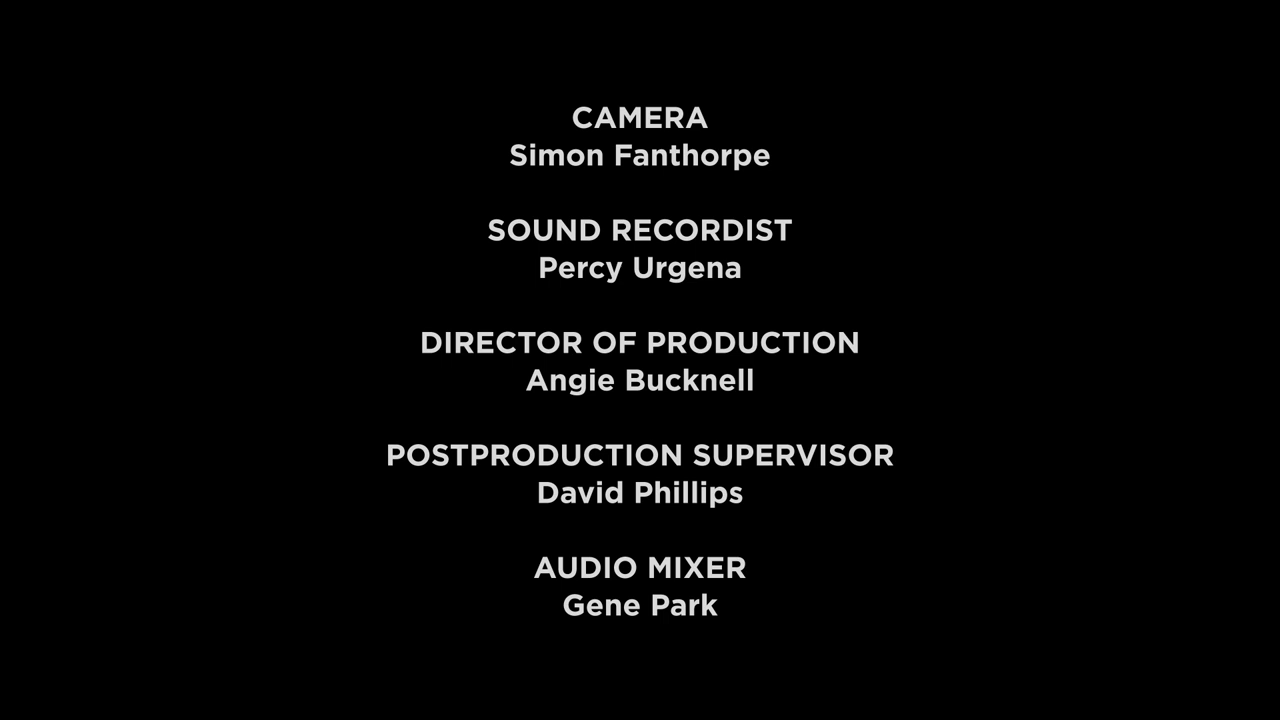 CAMERA
Simon Fanthorpe
SOUND RECORDIST
Percy Urgena
DIRECTOR OF PRODUCTION
Angie Bucknell
POSTPRODUCTION SUPERVISOR
David Phillips
AUDIO MIXER
Gene Park